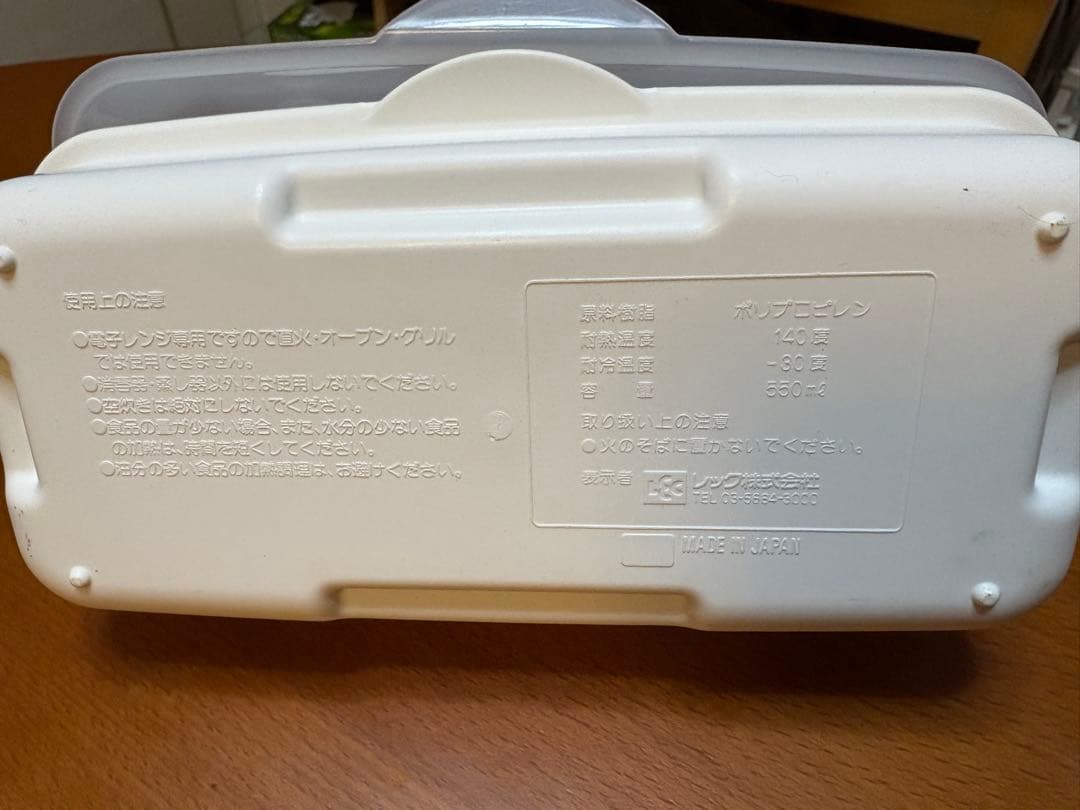 使用上の注意
●電子レンジ専用ですので直火・オーブン・グリル
では使用できません。
●消毒器・蒸し器以外には使用しないでください。
●空炊きは絶対にしないでください。
●食品の量が少ない場合、また、水分の少ない食品
の加熱は、時間を短くしてください。
●油分の多い食品の加熱調理は、お避けください。
原料樹脂 ポリプロピレン
耐熱温度 140度
耐冷温度 -30度
容量 550mℓ
取り扱い上の注意
●火のそばに置かないでください。
表示者 LEC レック株式会社
TEL 03-5664-3000
MADE IN JAPAN